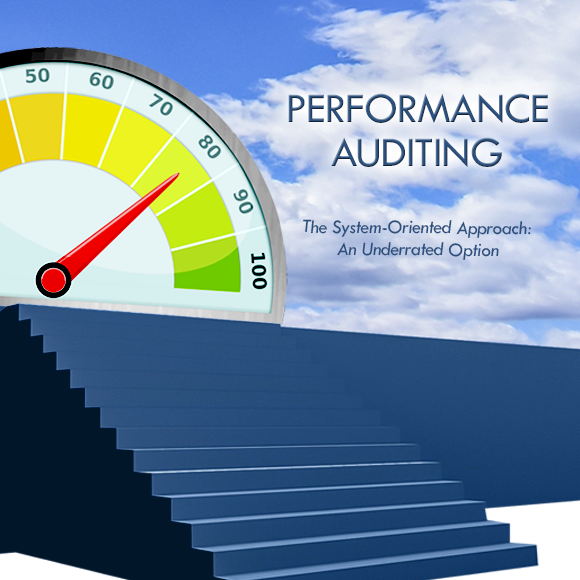 50
60
70
80
90
100
PERFORMANCE
AUDITING
The System-Oriented Approach:
An Underrated Option